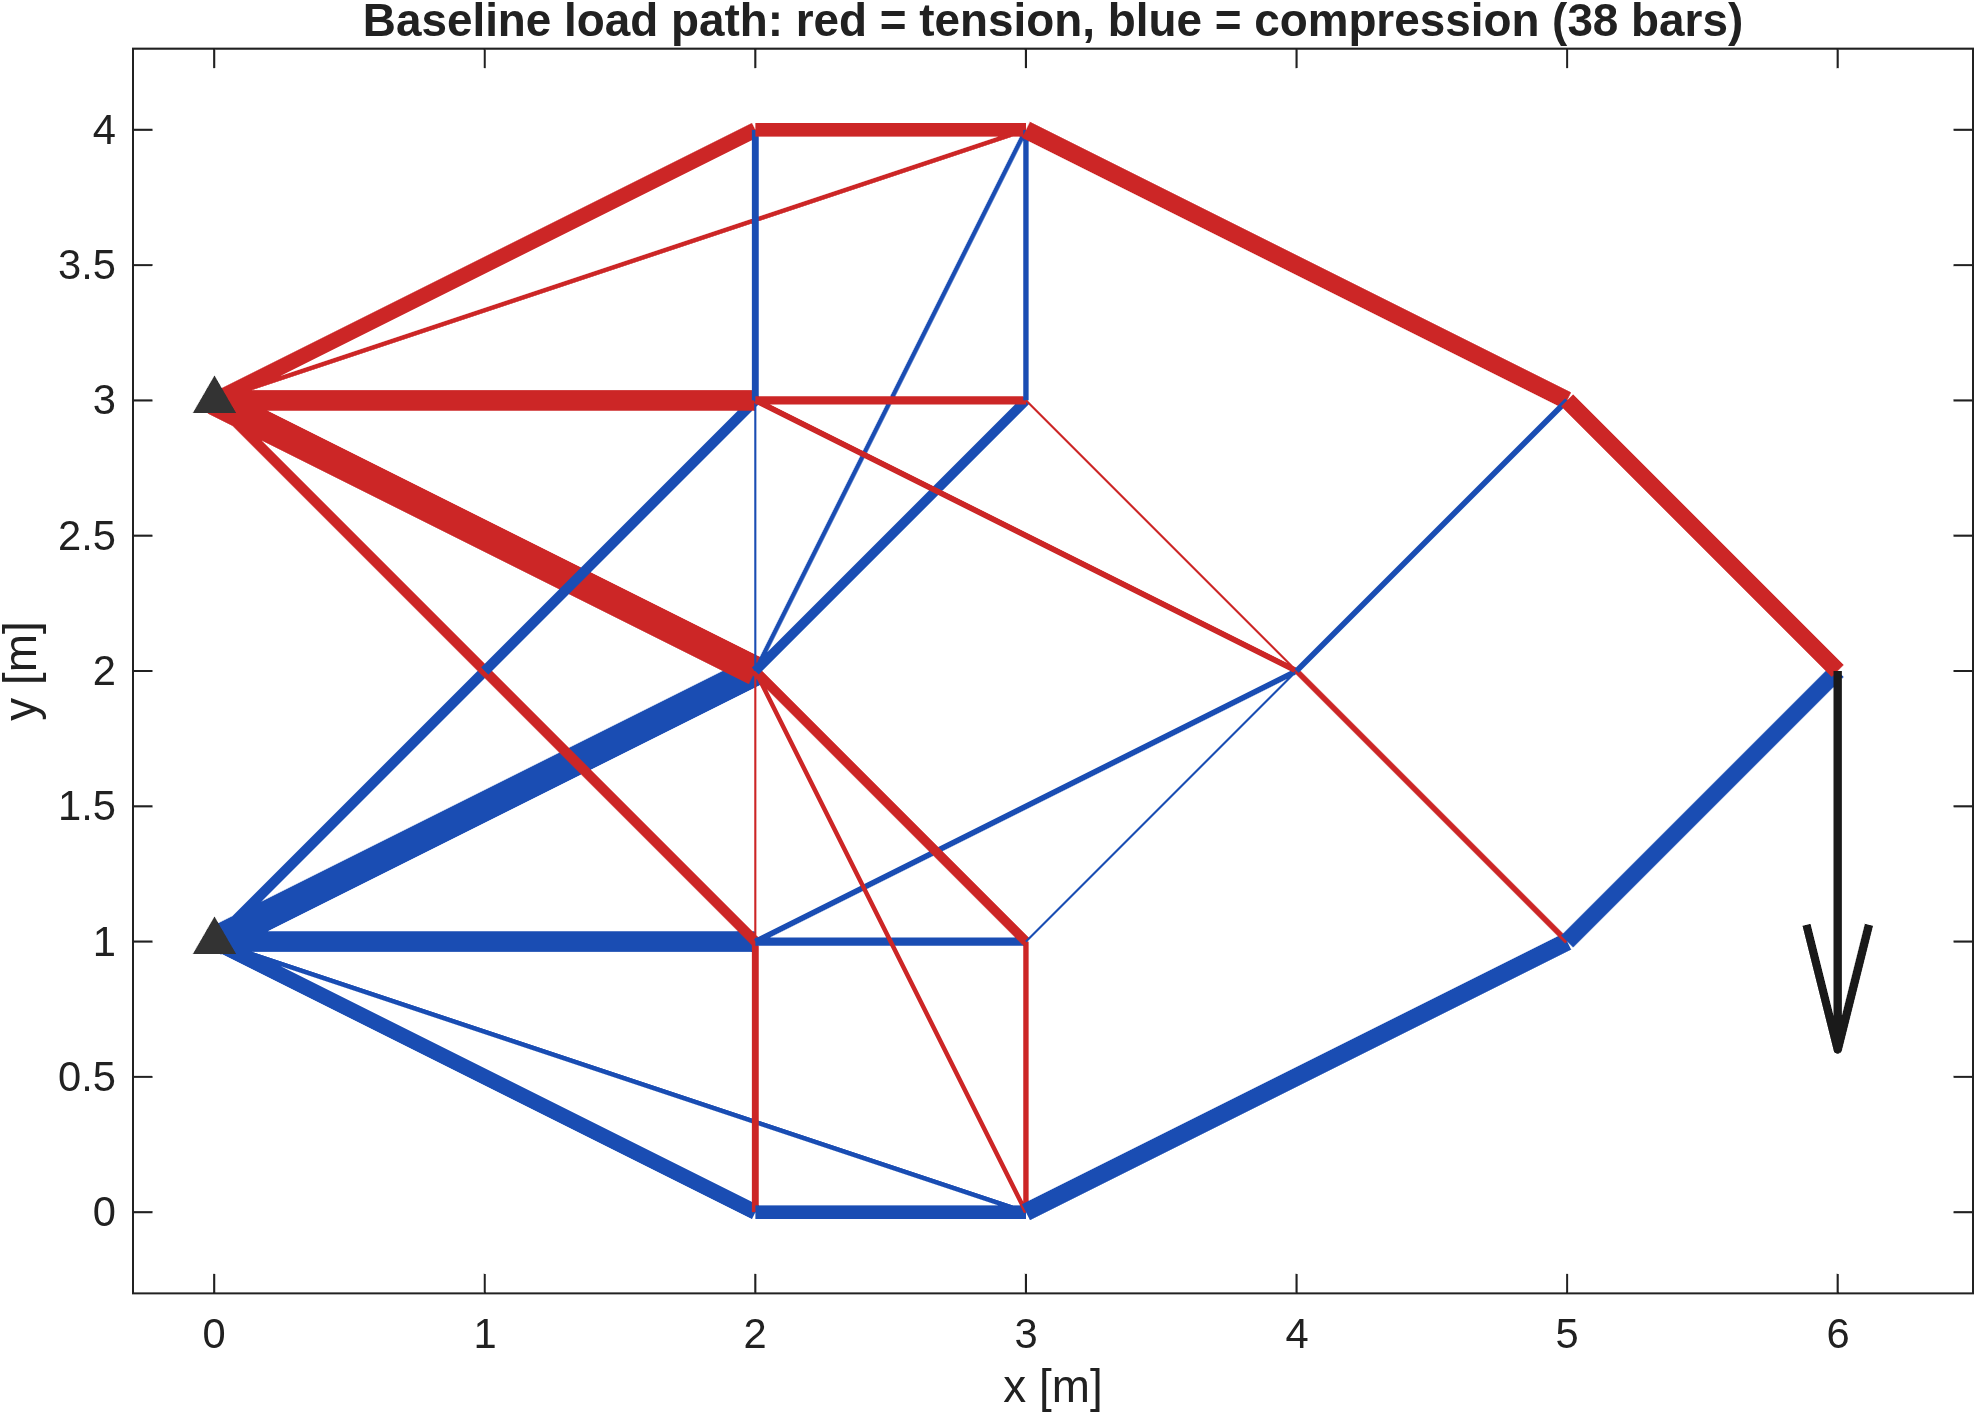 Baseline load path: red = tension, blue = compression (38 bars)
4
3.5
3
2.5
2
1.5
1
0.5
0
y [m]
0 1 2 3 4 5 6
x [m]